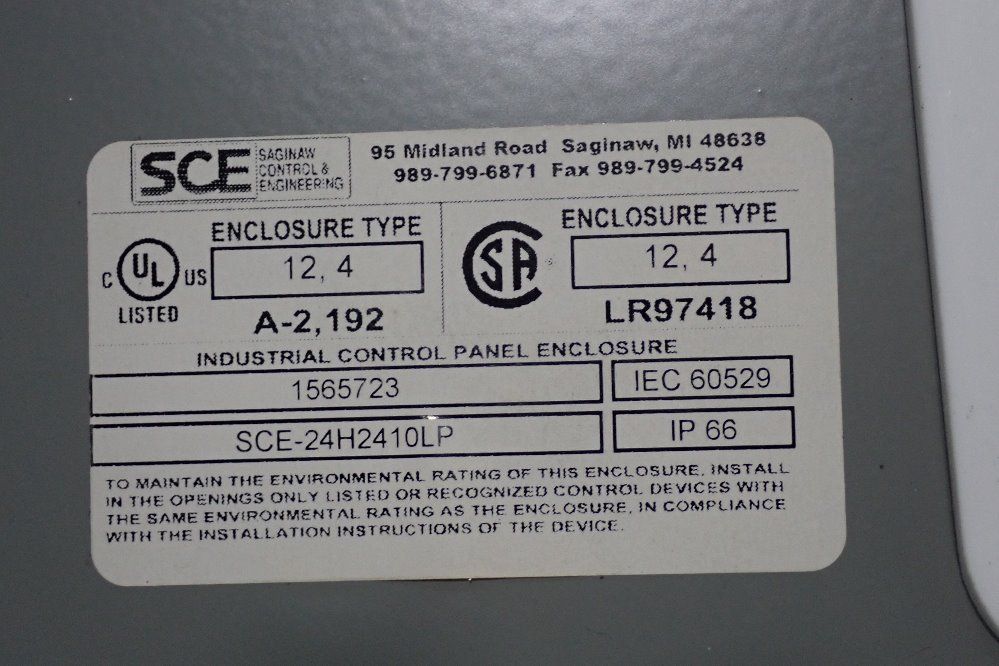 SCE
SAGINAW
CONTROL &
ENGINEERING
95 Midland Road Saginaw, MI 48638
989-799-6871 Fax 989-799-4524
ENCLOSURE TYPE
12, 4
C UL US
LISTED
A-2,192
SA
ENCLOSURE TYPE
12, 4
LR97418
INDUSTRIAL CONTROL PANEL ENCLOSURE
1565723
IEC 60529
SCE-24H2410LP
IP 66
TO MAINTAIN THE ENVIRONMENTAL RATING OF THIS ENCLOSURE, INSTALL
IN THE OPENINGS ONLY LISTED OR RECOGNIZED CONTROL DEVICES WITH
THE SAME ENVIRONMENTAL RATING AS THE ENCLOSURE, IN COMPLIANCE
WITH THE INSTALLATION INSTRUCTIONS OF THE DEVICE.